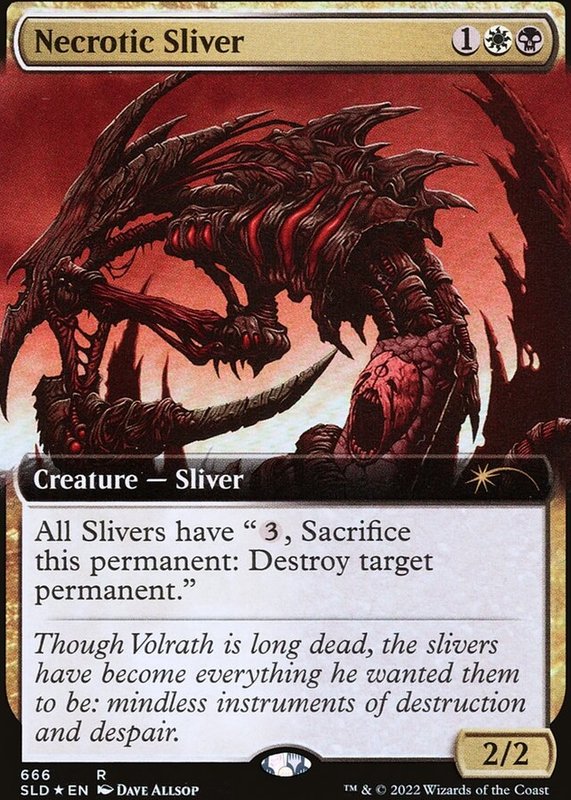 Necrotic Sliver
1
Creature — Sliver
All Slivers have “3, Sacrifice
this permanent: Destroy target
permanent.”
Though Volrath is long dead, the slivers
have become everything he wanted them
to be: mindless instruments of destruction
and despair.
2/2
666 R
SLD ★ EN Dave Allsop
™ & © 2022 Wizards of the Coast